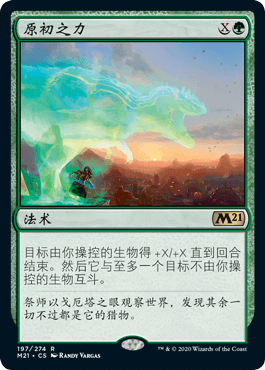 原初之力 X
法术 M21
目标由你操控的生物得 +X/+X 直到回合
结束。然后它与至多一个目标不由你操
控的生物互斗。
祭师以戈厄塔之眼观察世界，发现其余一
切不过都是它的猎物。
197/274 R
M21 • CS RANDY VARGAS
™ & © 2020 Wizards of the Coast